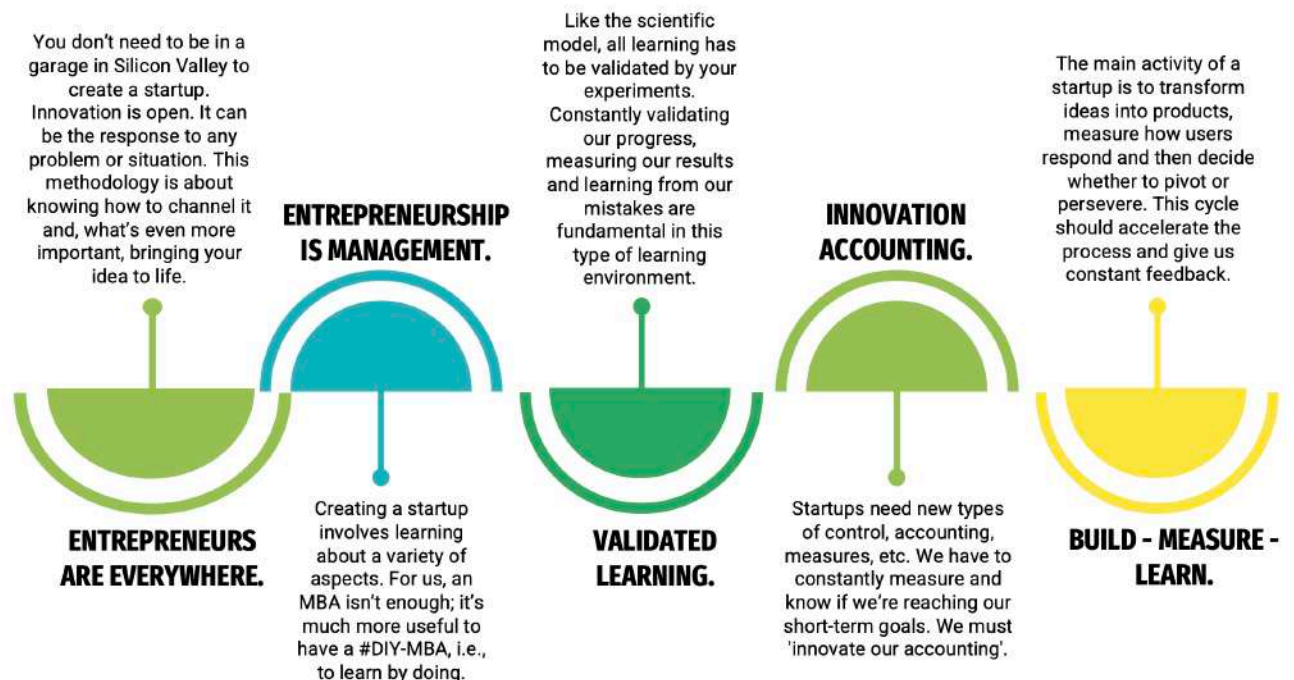 You don't need to be in a
garage in Silicon Valley to
create a startup.
Innovation is open. It can
be the response to any
problem or situation. This
methodology is about
knowing how to channel it
and, what's even more
important, bringing your
idea to life.
ENTREPRENEURS
ARE EVERYWHERE.
ENTREPRENEURSHIP
IS MANAGEMENT.
Creating a startup
involves learning
about a variety of
aspects. For us, an
MBA isn't enough; it's
much more useful to
have a #DIY-MBA, i.e.,
to learn by doing.
Like the scientific
model, all learning has
to be validated by your
experiments.
Constantly validating
our progress,
measuring our results
and learning from our
mistakes are
fundamental in this
type of learning
environment.
VALIDATED
LEARNING.
INNOVATION
ACCOUNTING.
Startups need new types
of control, accounting,
measures, etc. We have to
constantly measure and
know if we're reaching our
short-term goals. We must
'innovate our accounting'.
The main activity of a
startup is to transform
ideas into products,
measure how users
respond and then decide
whether to pivot or
persevere. This cycle
should accelerate the
process and give us
constant feedback.
BUILD - MEASURE -
LEARN.